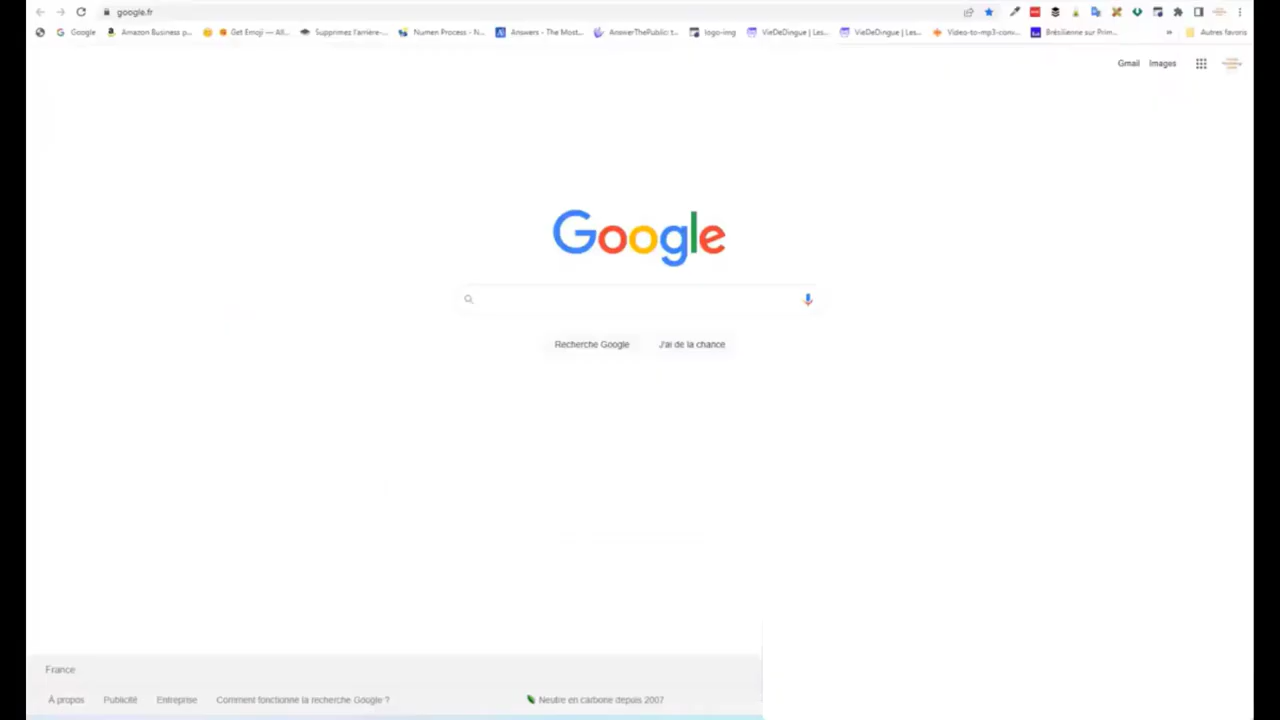 google.fr
Google Amazon Business p... Get Emoji — All... Supprimez l'arrière-... Numen Process - N... Answers - The Most... AnswerThePublic: t... logo-img VieDeDingue | Les... VieDeDingue | Les... Video-to-mp3-conv... Brésilienne sur Prim... » Autres favoris
Gmail Images
Google
Recherche Google J'ai de la chance
France
À propos Publicité Entreprise Comment fonctionne la recherche Google ? Neutre en carbone depuis 2007